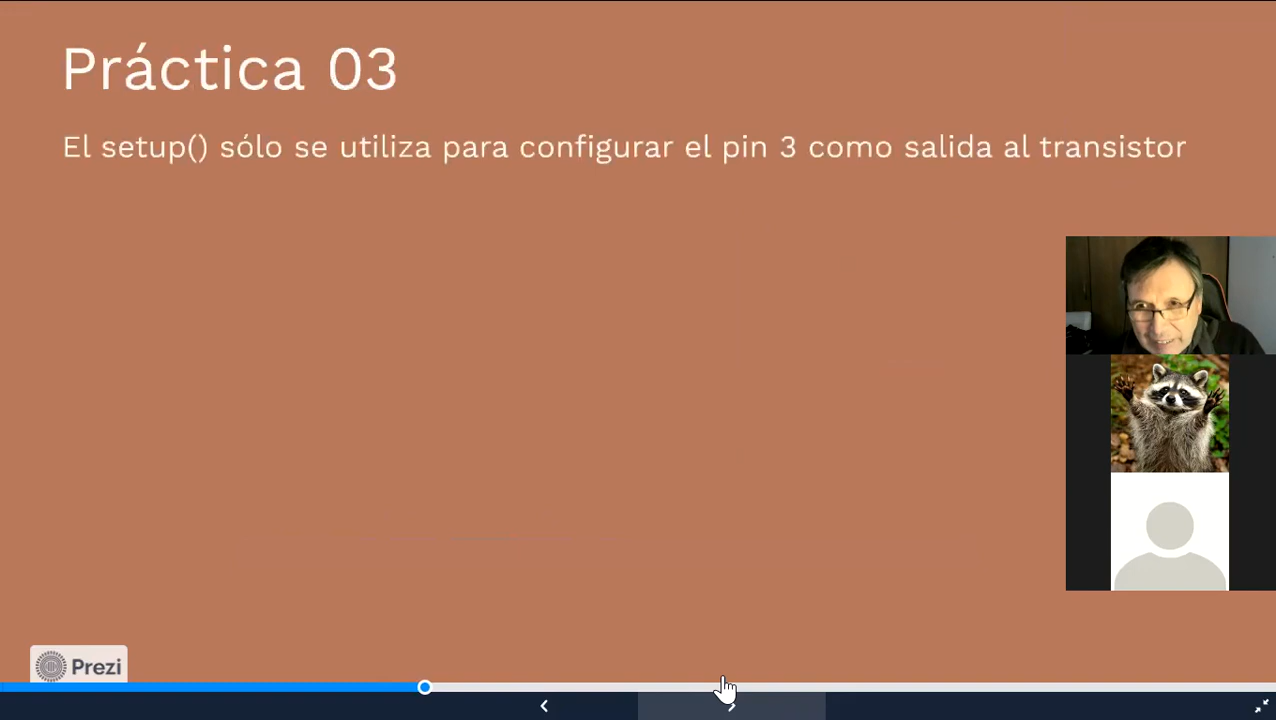 Práctica 03
El setup() sólo se utiliza para configurar el pin 3 como salida al transistor
Prezi